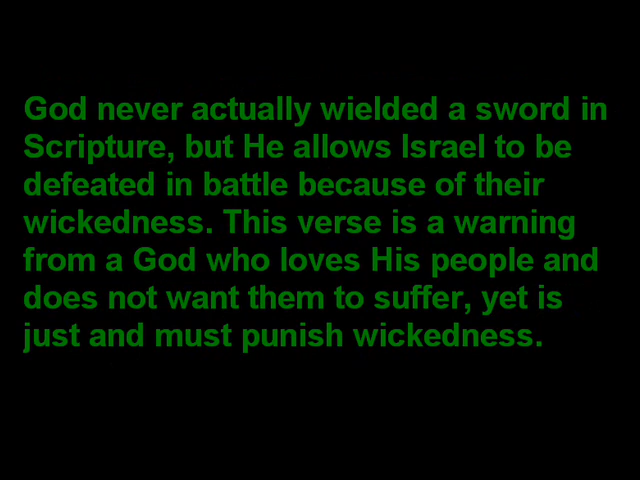 God never actually wielded a sword in
Scripture, but He allows Israel to be
defeated in battle because of their
wickedness. This verse is a warning
from a God who loves His people and
does not want them to suffer, yet is
just and must punish wickedness.